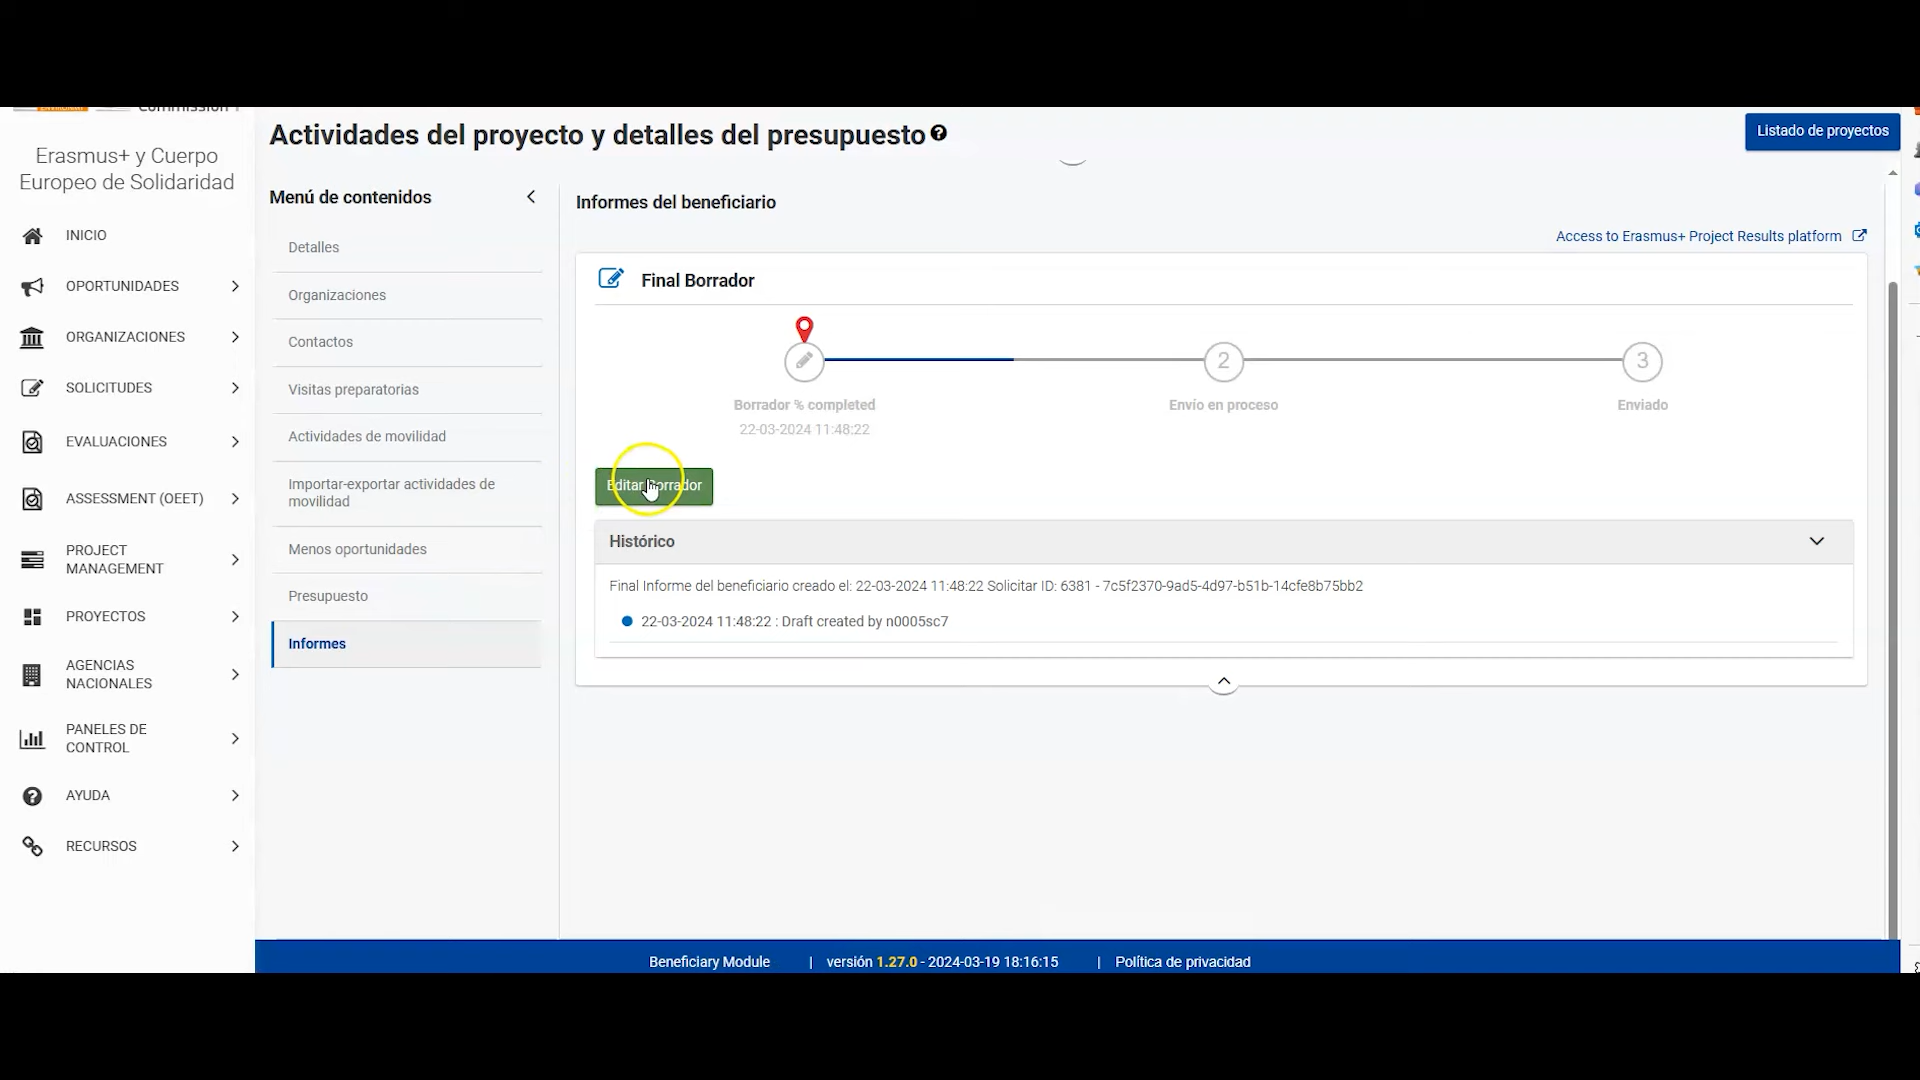 Commission
Erasmus+ y Cuerpo
Europeo de Solidaridad
INICIO
OPORTUNIDADES
ORGANIZACIONES
SOLICITUDES
EVALUACIONES
ASSESSMENT (OEET)
PROJECT
MANAGEMENT
PROYECTOS
AGENCIAS
NACIONALES
PANELES DE
CONTROL
AYUDA
RECURSOS
Actividades del proyecto y detalles del presupuesto
Listado de proyectos
Menú de contenidos
Detalles
Organizaciones
Contactos
Visitas preparatorias
Actividades de movilidad
Importar-exportar actividades de
movilidad
Menos oportunidades
Presupuesto
Informes
Informes del beneficiario
Access to Erasmus+ Project Results platform
Final Borrador
2
3
Borrador % completed
22-03-2024 11:48:22
Envío en proceso
Enviado
Editar Borrador
Histórico
Final Informe del beneficiario creado el: 22-03-2024 11:48:22 Solicitar ID: 6381 - 7c5f2370-9ad5-4d97-b51b-14cfe8b75bb2
22-03-2024 11:48:22 : Draft created by n0005sc7
Beneficiary Module | versión 1.27.0 - 2024-03-19 18:16:15 | Política de privacidad